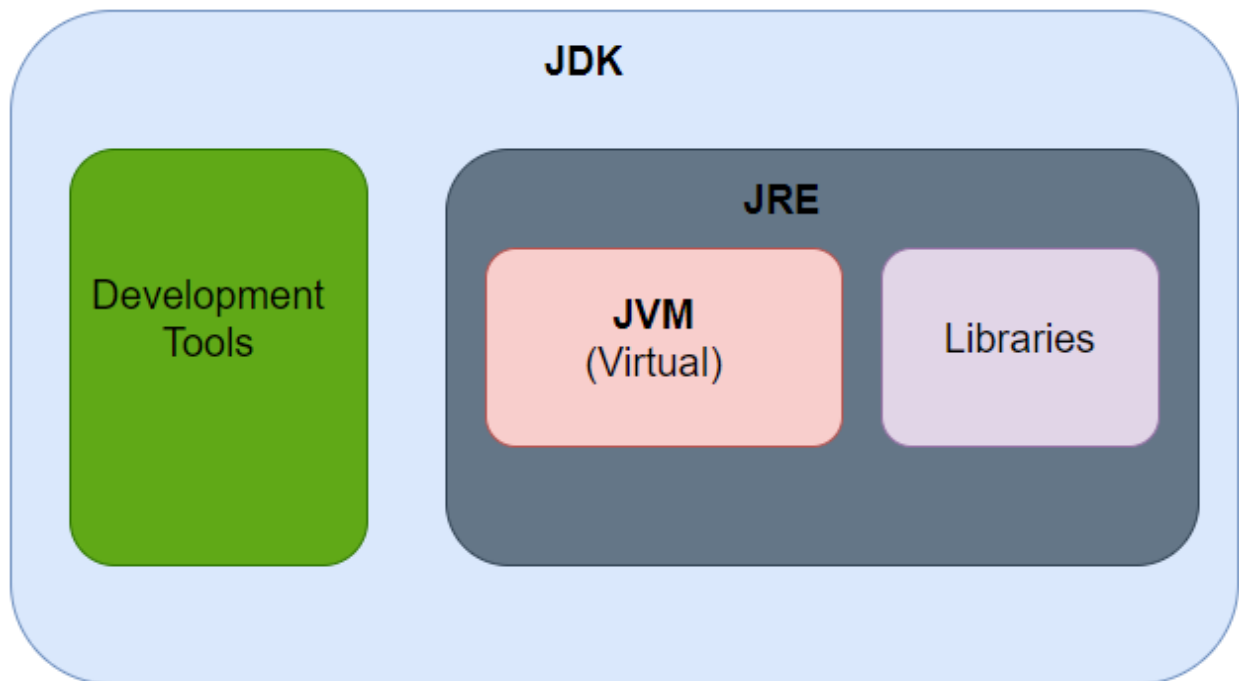 JDK
Development
Tools
JRE
JVM
(Virtual)
Libraries